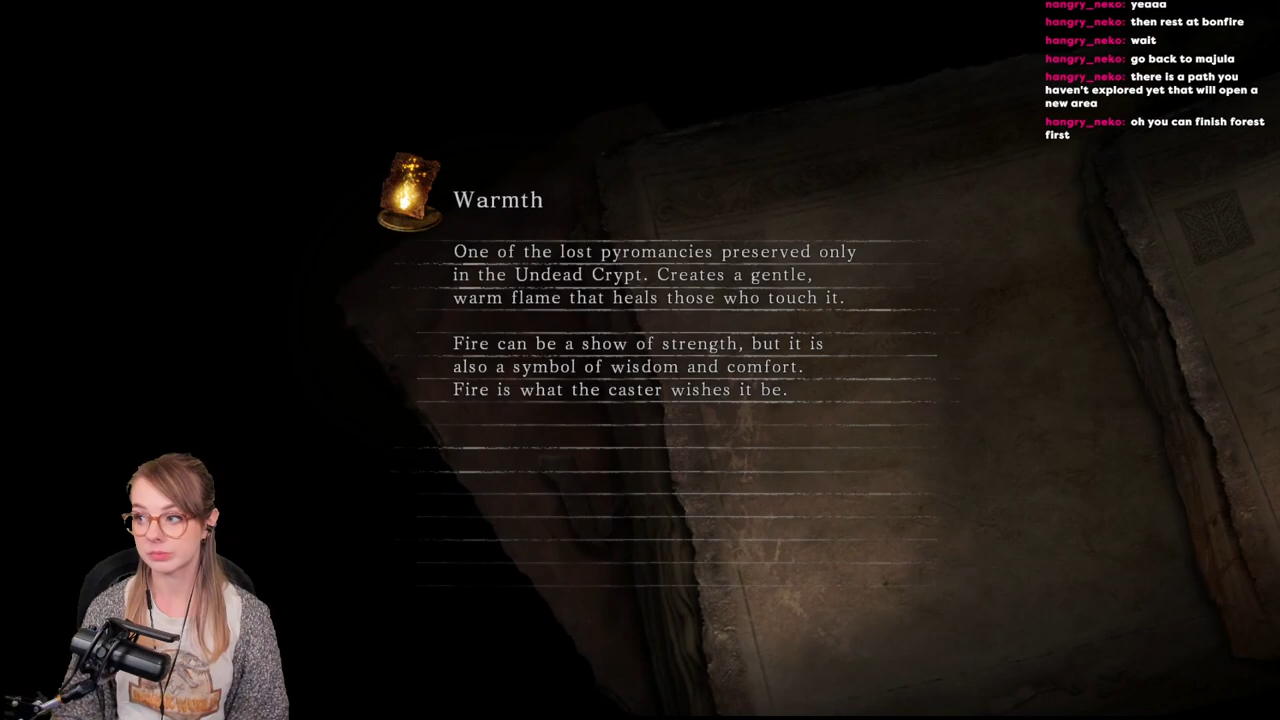 hangry_neko: yeaaa
hangry_neko: then rest at bonfire
hangry_neko: wait
hangry_neko: go back to majula
hangry_neko: there is a path you
haven't explored yet that will open a
new area
hangry_neko: oh you can finish forest
first
Warmth
One of the lost pyromancies preserved only
in the Undead Crypt. Creates a gentle,
warm flame that heals those who touch it.
Fire can be a show of strength, but it is
also a symbol of wisdom and comfort.
Fire is what the caster wishes it be.